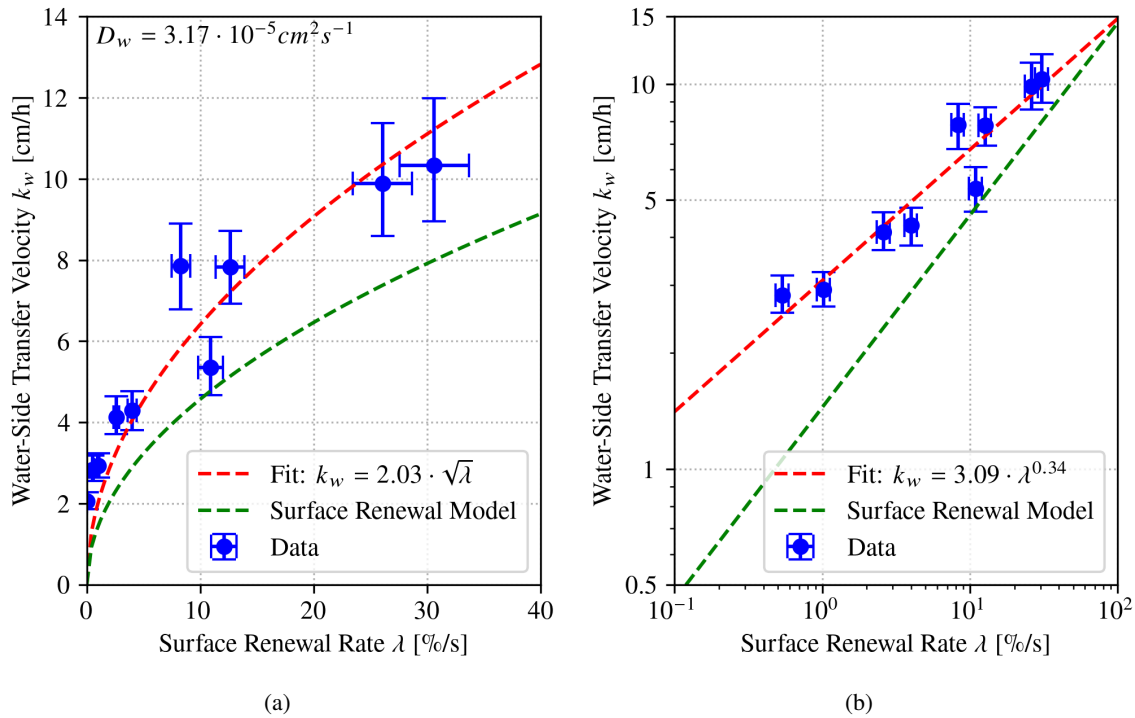 D_w = 3.17 · 10^{-5} cm^2 s^{-1}
Water-Side Transfer Velocity k_w [cm/h]
14
12
10
8
6
4
2
0
Fit: k_w = 2.03 · √λ
Surface Renewal Model
Data
0 10 20 30 40
Surface Renewal Rate λ [%/s]
(a)
Water-Side Transfer Velocity k_w [cm/h]
15
10
5
1
0.5
Fit: k_w = 3.09 · λ^{0.34}
Surface Renewal Model
Data
10^{-1} 10^0 10^1 10^2
Surface Renewal Rate λ [%/s]
(b)